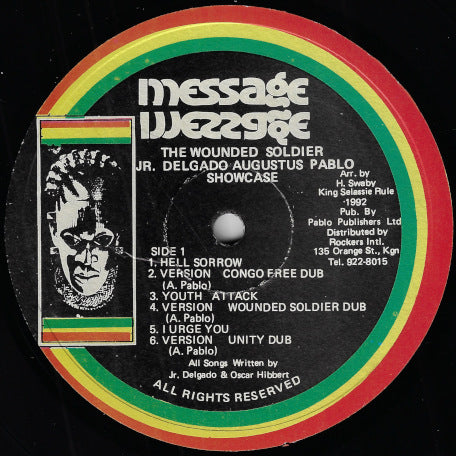 message
message
THE WOUNDED SOLDIER
JR. DELGADO AUGUSTUS PABLO
SHOWCASE
Arr. by
H. Swaby
King Selassie Rule
·1992
Pub. By
Pablo Publishers Ltd
Distributed by
Rockers Intl.
135 Orange St., Kgn
Tel. 922-8015
SIDE 1
1. HELL SORROW
2. VERSION CONGO FREE DUB
(A. Pablo)
3. YOUTH ATTACK
4. VERSION WOUNDED SOLDIER DUB
(A. Pablo)
5. I URGE YOU
6. VERSION UNITY DUB
(A. Pablo)
All Songs Written by
Jr. Delgado & Oscar Hibbert
ALL RIGHTS RESERVED